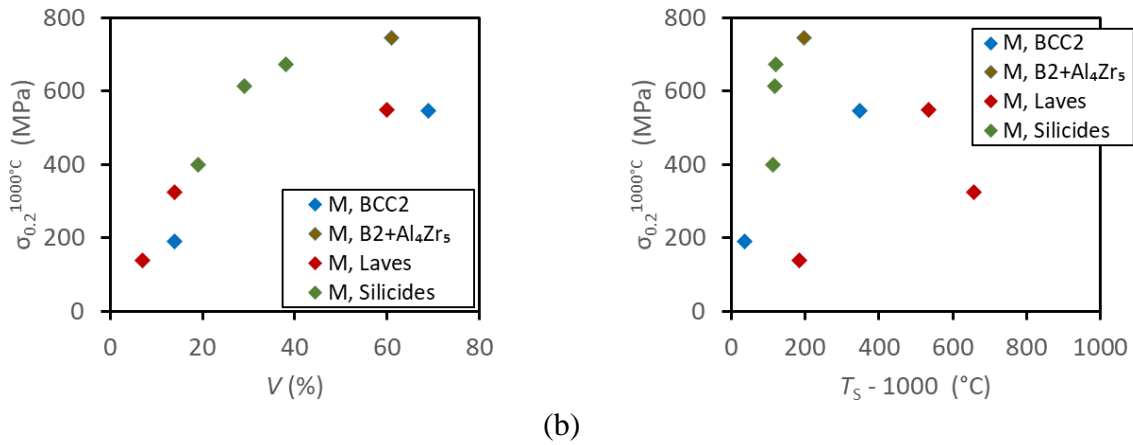 800
600
400
200
0
σ0.2^1000°C (MPa)
M, BCC2
M, B2+Al₄Zr₅
M, Laves
M, Silicides
0 20 40 60 80
V (%)
800
600
400
200
0
σ0.2^1000°C (MPa)
M, BCC2
M, B2+Al₄Zr₅
M, Laves
M, Silicides
0 200 400 600 800 1000
TS - 1000 (°C)
(b)